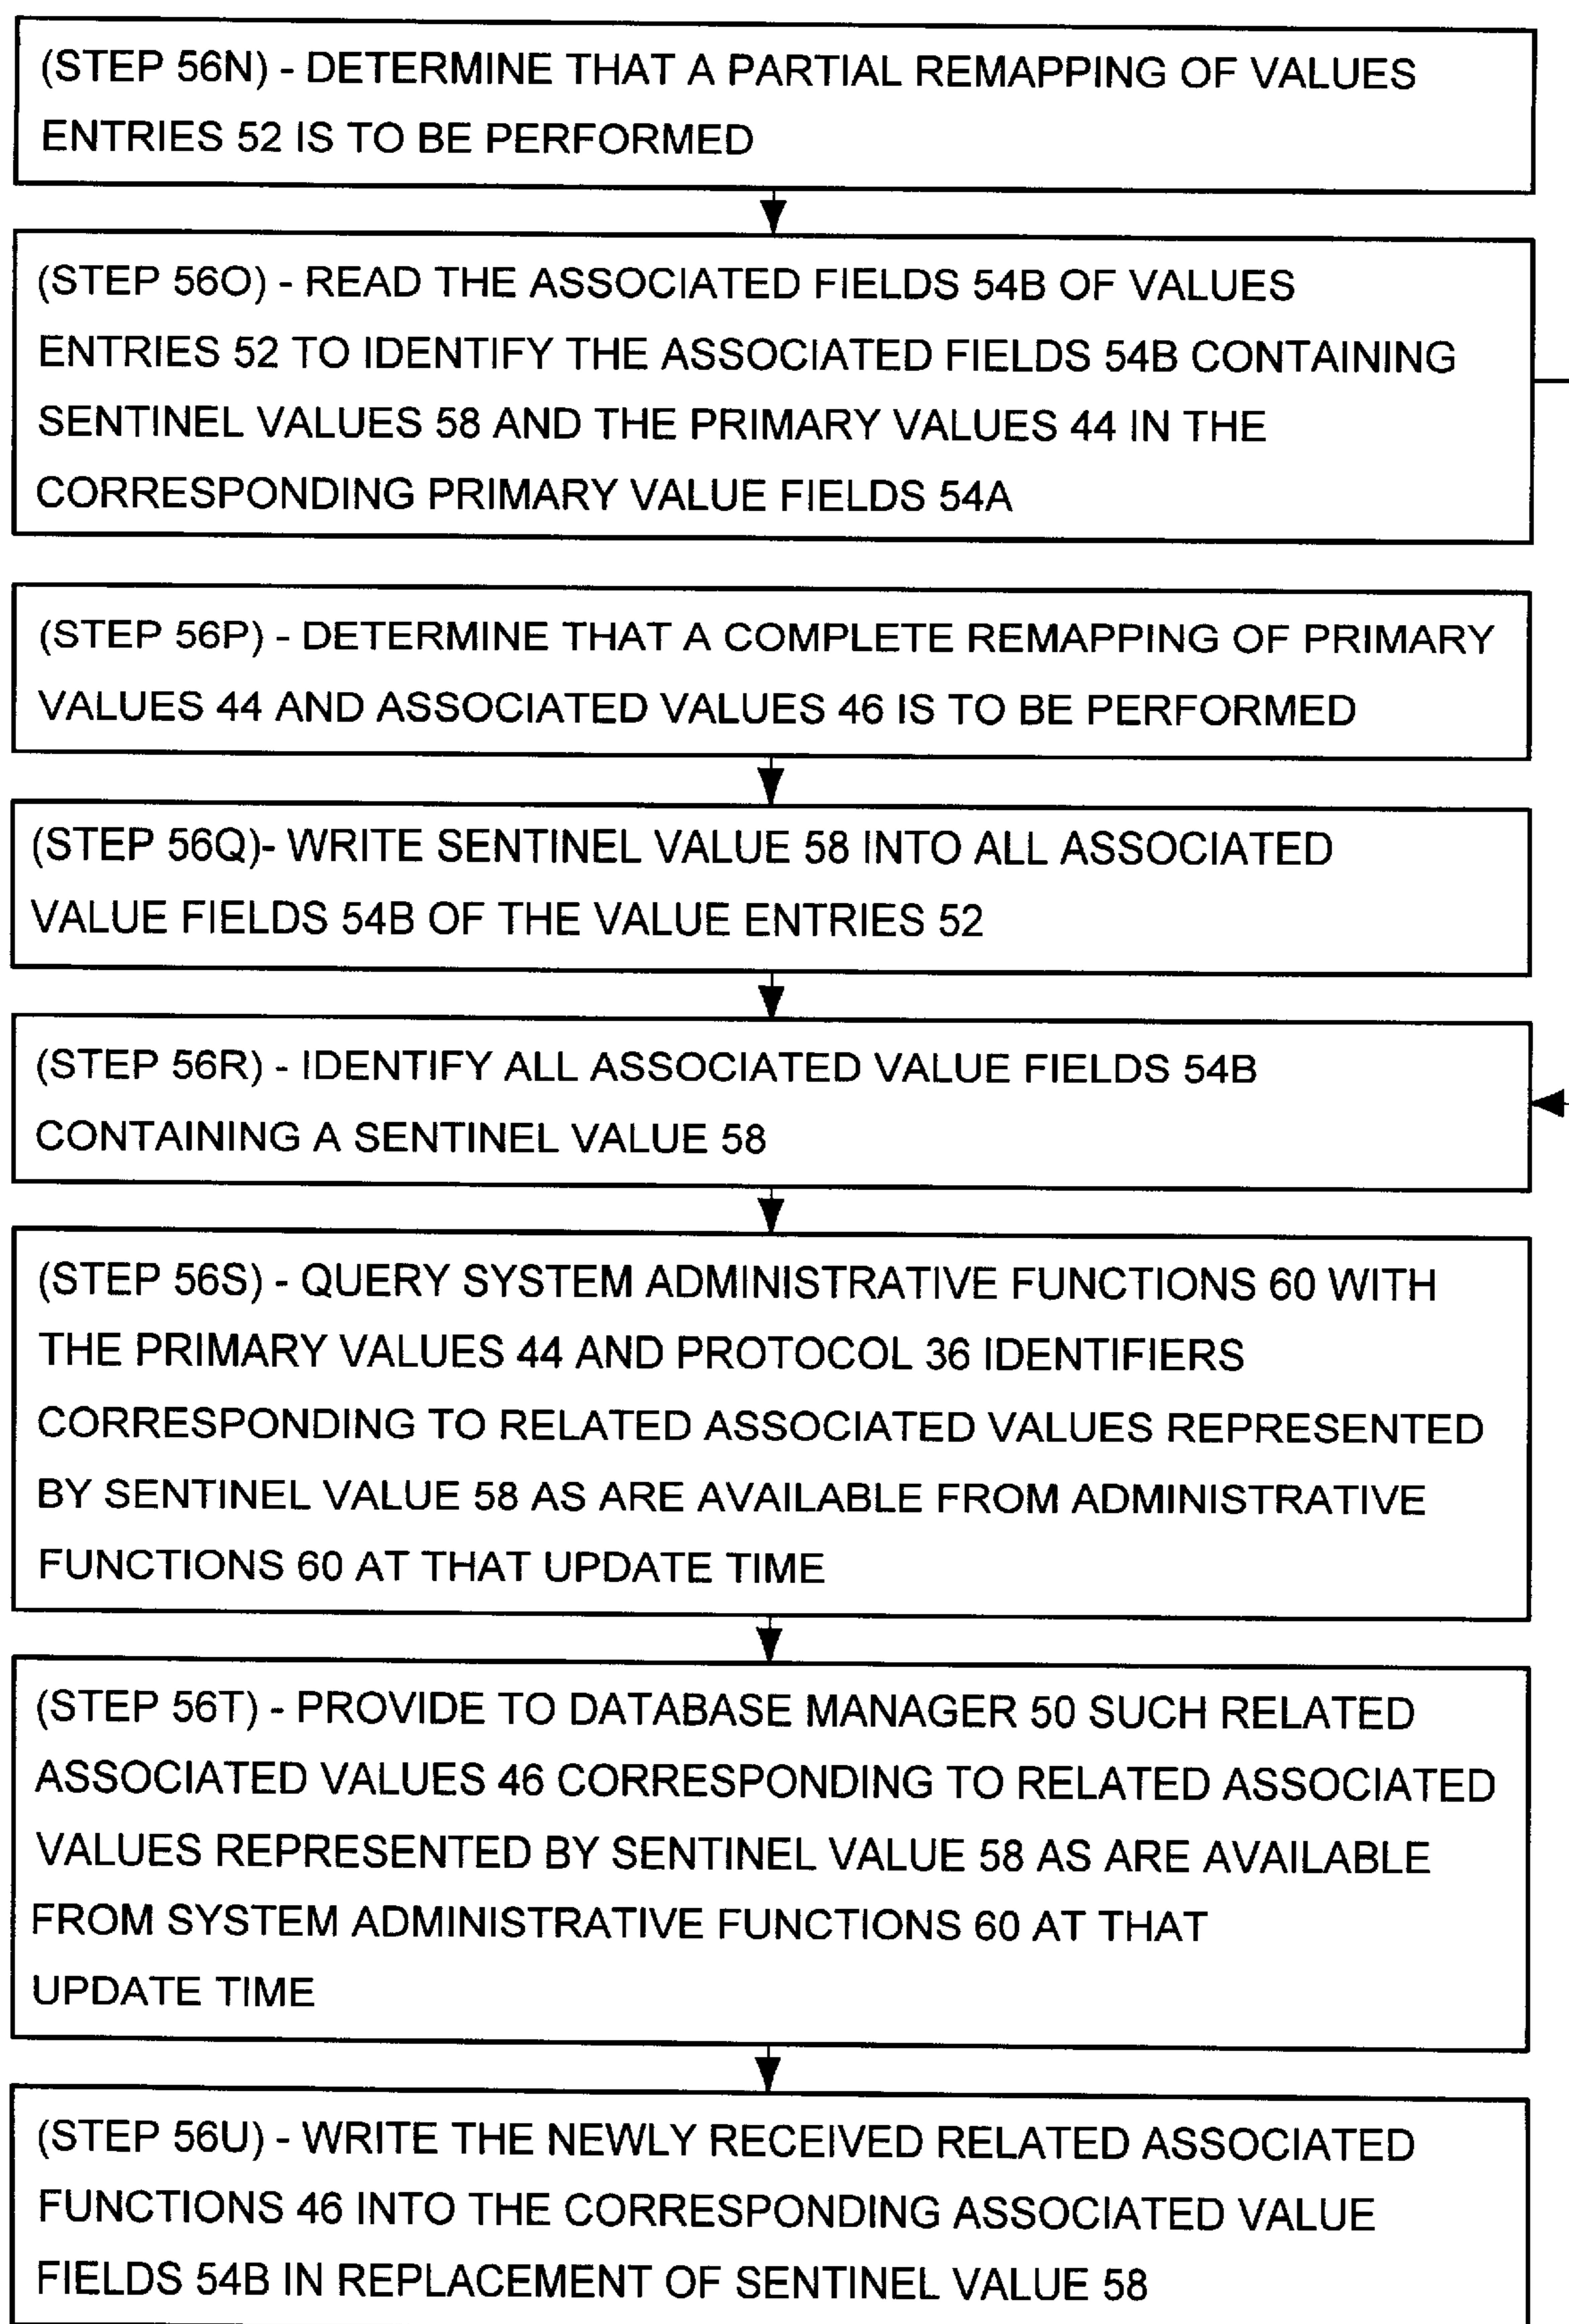 (STEP 56N) - DETERMINE THAT A PARTIAL REMAPPING OF VALUES
ENTRIES 52 IS TO BE PERFORMED
(STEP 56O) - READ THE ASSOCIATED FIELDS 54B OF VALUES
ENTRIES 52 TO IDENTIFY THE ASSOCIATED FIELDS 54B CONTAINING
SENTINEL VALUES 58 AND THE PRIMARY VALUES 44 IN THE
CORRESPONDING PRIMARY VALUE FIELDS 54A
(STEP 56P) - DETERMINE THAT A COMPLETE REMAPPING OF PRIMARY
VALUES 44 AND ASSOCIATED VALUES 46 IS TO BE PERFORMED
(STEP 56Q)- WRITE SENTINEL VALUE 58 INTO ALL ASSOCIATED
VALUE FIELDS 54B OF THE VALUE ENTRIES 52
(STEP 56R) - IDENTIFY ALL ASSOCIATED VALUE FIELDS 54B
CONTAINING A SENTINEL VALUE 58
(STEP 56S) - QUERY SYSTEM ADMINISTRATIVE FUNCTIONS 60 WITH
THE PRIMARY VALUES 44 AND PROTOCOL 36 IDENTIFIERS
CORRESPONDING TO RELATED ASSOCIATED VALUES REPRESENTED
BY SENTINEL VALUE 58 AS ARE AVAILABLE FROM ADMINISTRATIVE
FUNCTIONS 60 AT THAT UPDATE TIME
(STEP 56T) - PROVIDE TO DATABASE MANAGER 50 SUCH RELATED
ASSOCIATED VALUES 46 CORRESPONDING TO RELATED ASSOCIATED
VALUES REPRESENTED BY SENTINEL VALUE 58 AS ARE AVAILABLE
FROM SYSTEM ADMINISTRATIVE FUNCTIONS 60 AT THAT
UPDATE TIME
(STEP 56U) - WRITE THE NEWLY RECEIVED RELATED ASSOCIATED
FUNCTIONS 46 INTO THE CORRESPONDING ASSOCIATED VALUE
FIELDS 54B IN REPLACEMENT OF SENTINEL VALUE 58